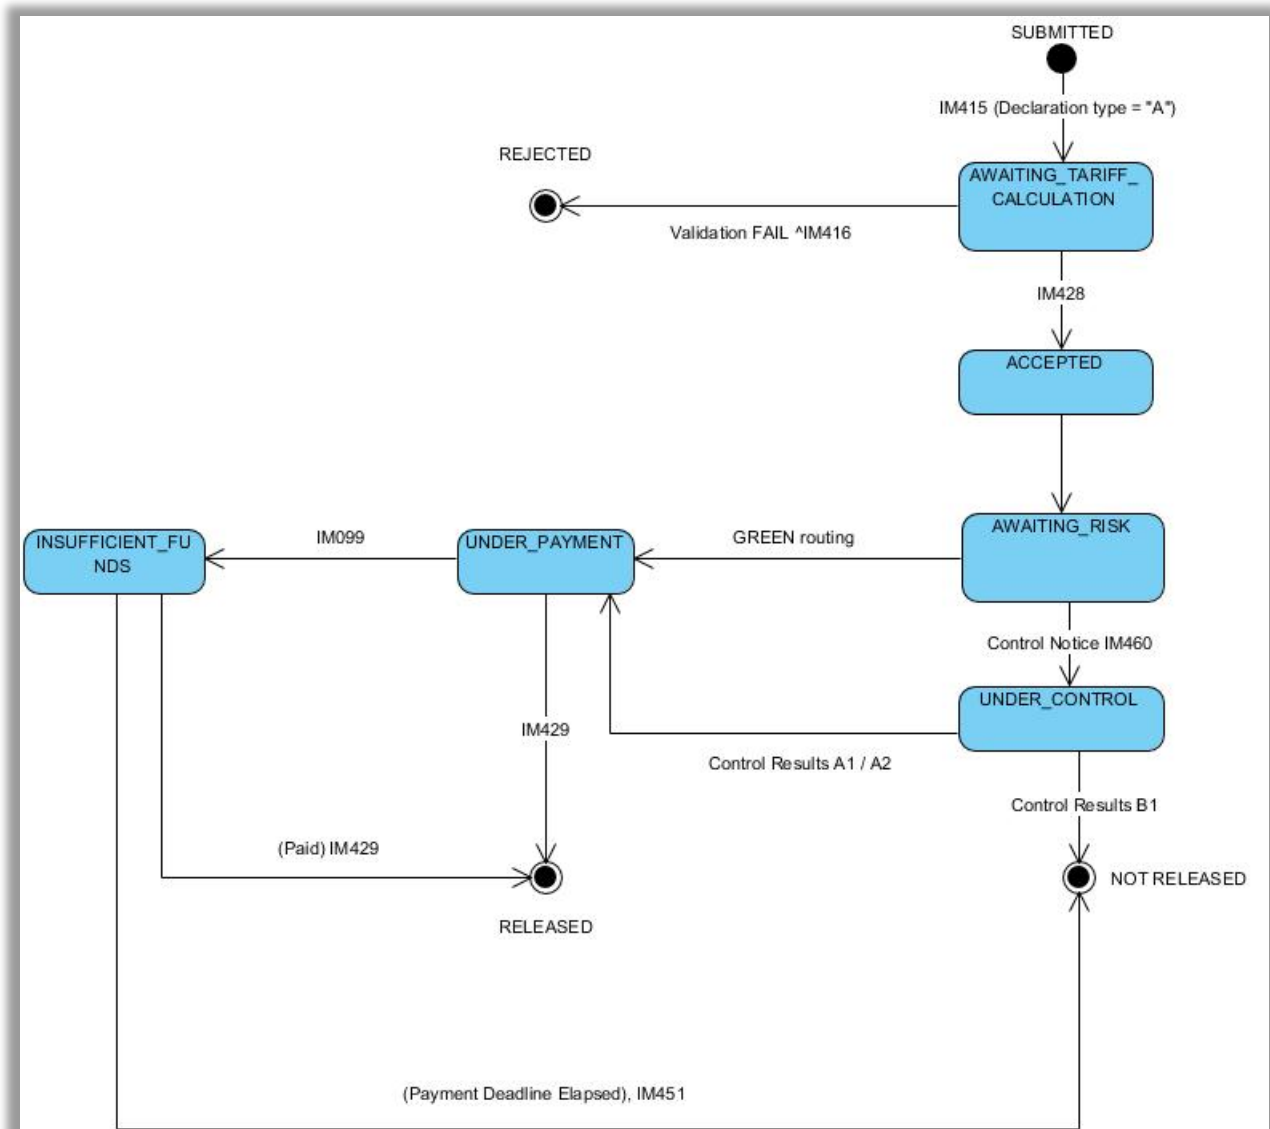 SUBMITTED
IM415 (Declaration type = "A")
REJECTED
AWAITING_TARIFF_
CALCULATION
Validation FAIL ^IM416
IM428
ACCEPTED
AWAITING_RISK
INSUFFICIENT_FU
NDS
IM099
UNDER_PAYMENT
GREEN routing
Control Notice IM460
UNDER_CONTROL
IM429
Control Results A1 / A2
Control Results B1
(Paid) IM429
NOT RELEASED
RELEASED
(Payment Deadline Elapsed), IM451